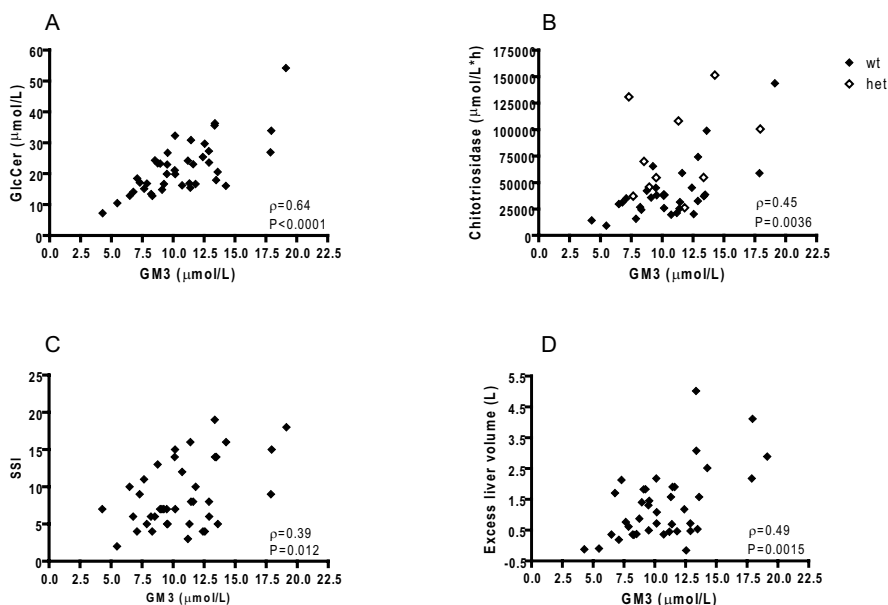 A
60
50
40
30
20
10
0
GlcCer (μmol/L)
0.0 2.5 5.0 7.5 10.0 12.5 15.0 17.5 20.0 22.5
GM3 (μmol/L)
ρ=0.64
P<0.0001
B
175000
150000
125000
100000
75000
50000
25000
0
Chitotriosidase (μmol/L*h)
0.0 2.5 5.0 7.5 10.0 12.5 15.0 17.5 20.0 22.5
GM3 (μmol/L)
ρ=0.45
P=0.0036
wt
het
C
25
20
15
10
5
0
SSI
0.0 2.5 5.0 7.5 10.0 12.5 15.0 17.5 20.0 22.5
GM3 (μmol/L)
ρ=0.39
P=0.012
D
5.5
4.5
3.5
2.5
1.5
0.5
-0.5
Excess liver volume (L)
0.0 2.5 5.0 7.5 10.0 12.5 15.0 17.5 20.0 22.5
GM3 (μmol/L)
ρ=0.49
P=0.0015